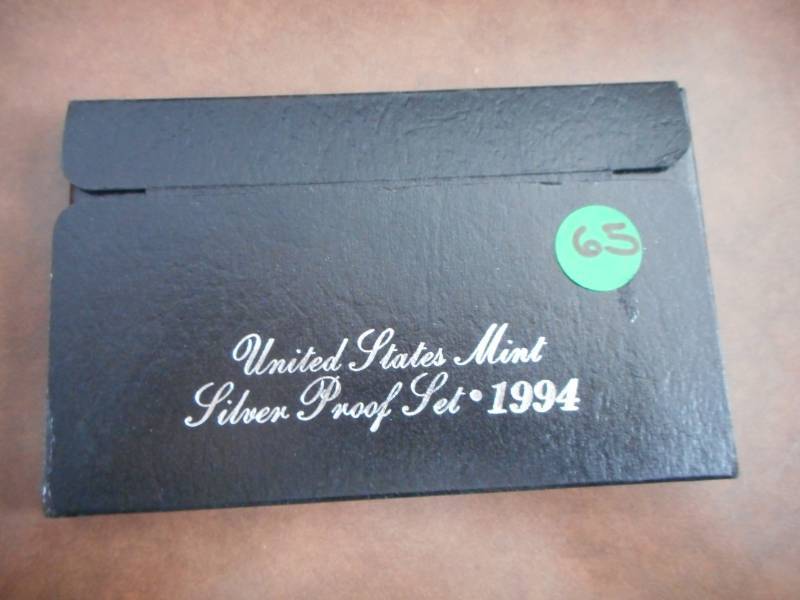 65
United States Mint
Silver Proof Set • 1994